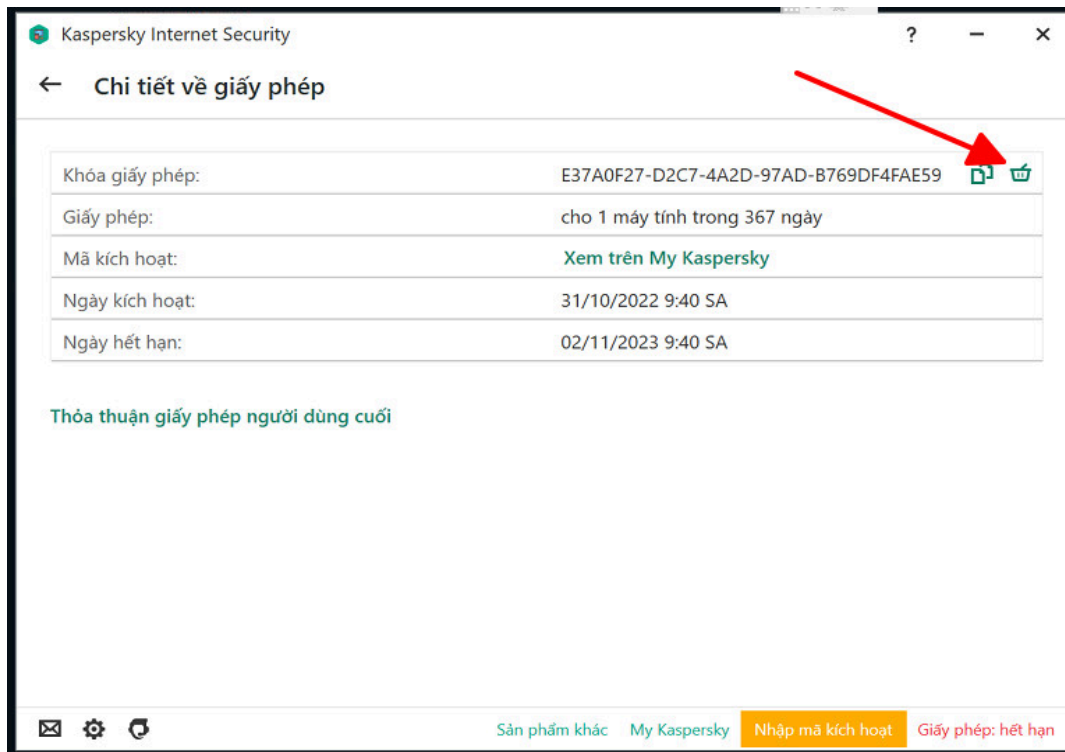 Kaspersky Internet Security
Chi tiết về giấy phép
Khóa giấy phép: E37A0F27-D2C7-4A2D-97AD-B769DF4FAE59
Giấy phép: cho 1 máy tính trong 367 ngày
Mã kích hoạt: Xem trên My Kaspersky
Ngày kích hoạt: 31/10/2022 9:40 SA
Ngày hết hạn: 02/11/2023 9:40 SA
Thỏa thuận giấy phép người dùng cuối
Sản phẩm khác My Kaspersky Nhập mã kích hoạt Giấy phép: hết hạn